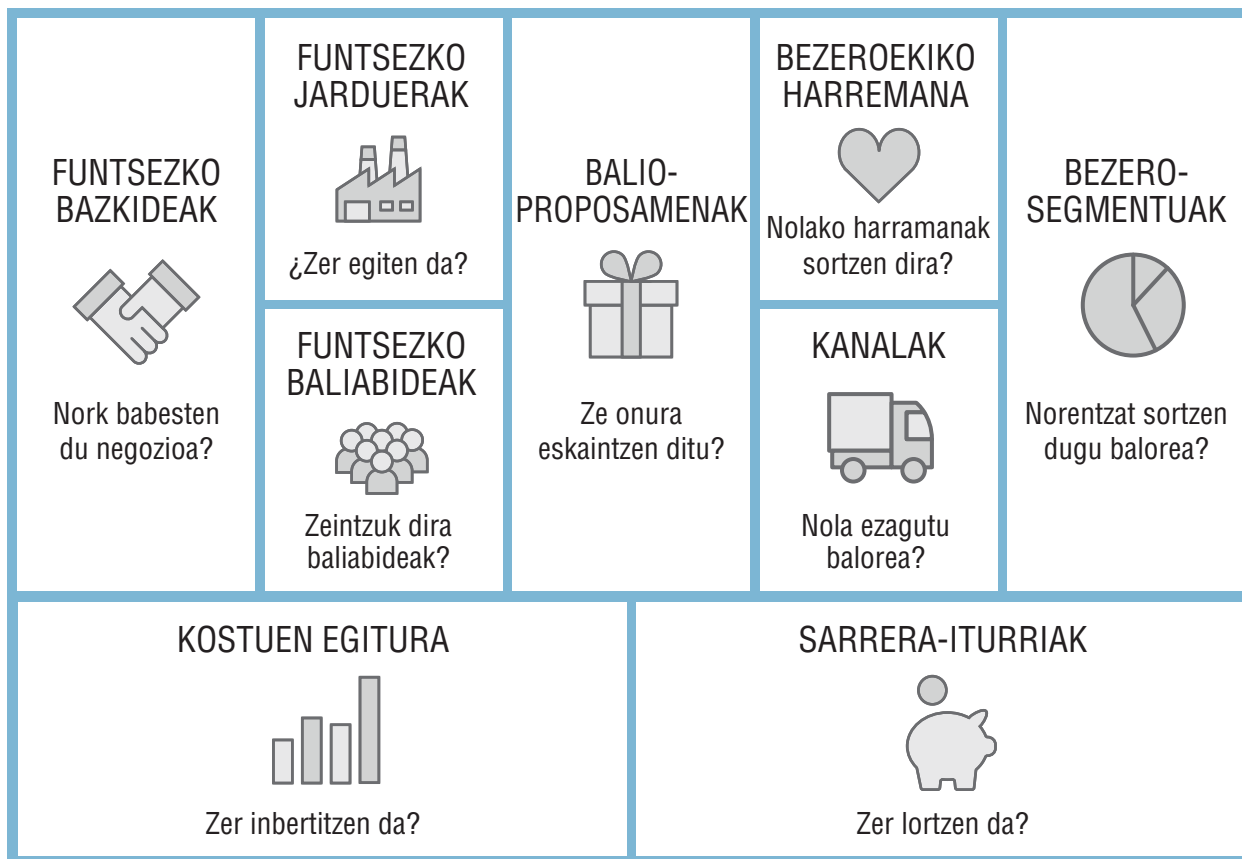 FUNTSEZKO
BAZKIDEAK
Nork babesten
du negozioa?
FUNTSEZKO
JARDUERAK
¿Zer egiten da?
FUNTSEZKO
BALIABIDEAK
Zeintzuk dira
baliabideak?
BALIO-
PROPOSAMENAK
Ze onura
eskaintzen ditu?
BEZEROEKIKO
HARREMANA
Nolako harramanak
sortzen dira?
KANALAK
Nola ezagutu
balorea?
BEZERO-
SEGMENTUAK
Norentzat sortzen
dugu balorea?
KOSTUEN EGITURA
Zer inbertitzen da?
SARRERA-ITURRIAK
Zer lortzen da?